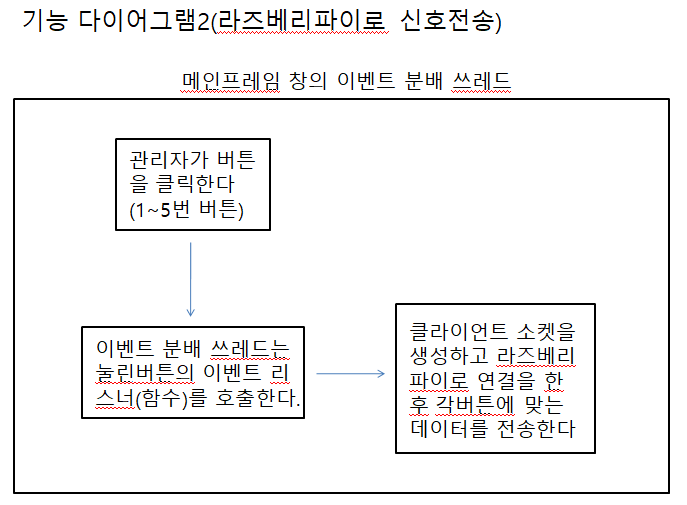 기능 다이어그램2(라즈베리파이로 신호전송)
메인프레임 창의 이벤트 분배 쓰레드
관리자가 버튼
을 클릭한다
(1~5번 버튼)
이벤트 분배 쓰레드는
눌린버튼의 이벤트 리
스너(함수)를 호출한다.
클라이언트 소켓을
생성하고 라즈베리
파이로 연결을 한
후 각버튼에 맞는
데이터를 전송한다